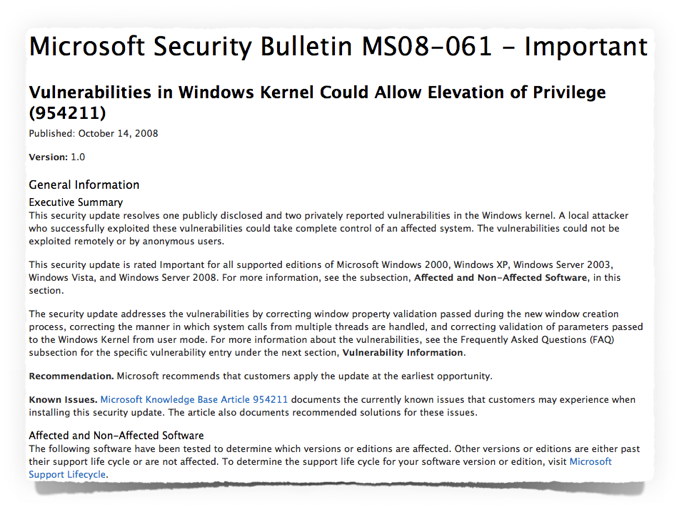 Microsoft Security Bulletin MS08-061 – Important
Vulnerabilities in Windows Kernel Could Allow Elevation of Privilege
(954211)
Published: October 14, 2008
Version: 1.0
General Information
Executive Summary
This security update resolves one publicly disclosed and two privately reported vulnerabilities in the Windows kernel. A local attacker
who successfully exploited these vulnerabilities could take complete control of an affected system. The vulnerabilities could not be
exploited remotely or by anonymous users.
This security update is rated Important for all supported editions of Microsoft Windows 2000, Windows XP, Windows Server 2003,
Windows Vista, and Windows Server 2008. For more information, see the subsection, Affected and Non-Affected Software, in this
section.
The security update addresses the vulnerabilities by correcting window property validation passed during the new window creation
process, correcting the manner in which system calls from multiple threads are handled, and correcting validation of parameters passed
to the Windows Kernel from user mode. For more information about the vulnerabilities, see the Frequently Asked Questions (FAQ)
subsection for the specific vulnerability entry under the next section, Vulnerability Information.
Recommendation. Microsoft recommends that customers apply the update at the earliest opportunity.
Known Issues. Microsoft Knowledge Base Article 954211 documents the currently known issues that customers may experience when
installing this security update. The article also documents recommended solutions for these issues.
Affected and Non-Affected Software
The following software have been tested to determine which versions or editions are affected. Other versions or editions are either past
their support life cycle or are not affected. To determine the support life cycle for your software version or edition, visit Microsoft
Support Lifecycle.